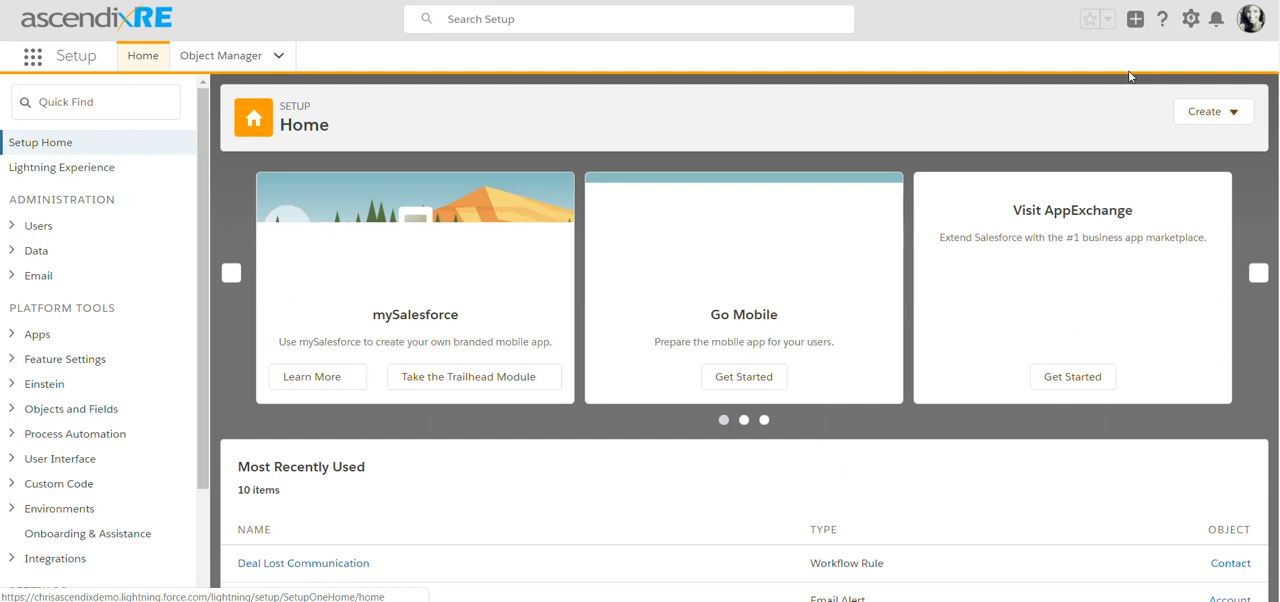 ascendixRE
Search Setup
Setup
Home
Object Manager
Quick Find
Setup Home
Lightning Experience
ADMINISTRATION
Users
Data
Email
PLATFORM TOOLS
Apps
Feature Settings
Einstein
Objects and Fields
Process Automation
User Interface
Custom Code
Environments
Onboarding & Assistance
Integrations
SETUP
Home
Create
mySalesforce
Use mySalesforce to create your own branded mobile app.
Learn More
Take the Trailhead Module
Go Mobile
Prepare the mobile app for your users.
Get Started
Visit AppExchange
Extend Salesforce with the #1 business app marketplace.
Get Started
Most Recently Used
10 items
NAME TYPE OBJECT
Deal Lost Communication Workflow Rule Contact
Email Alert Account
https://chrisascendixdemo.lightning.force.com/lightning/setup/SetupOneHome/home